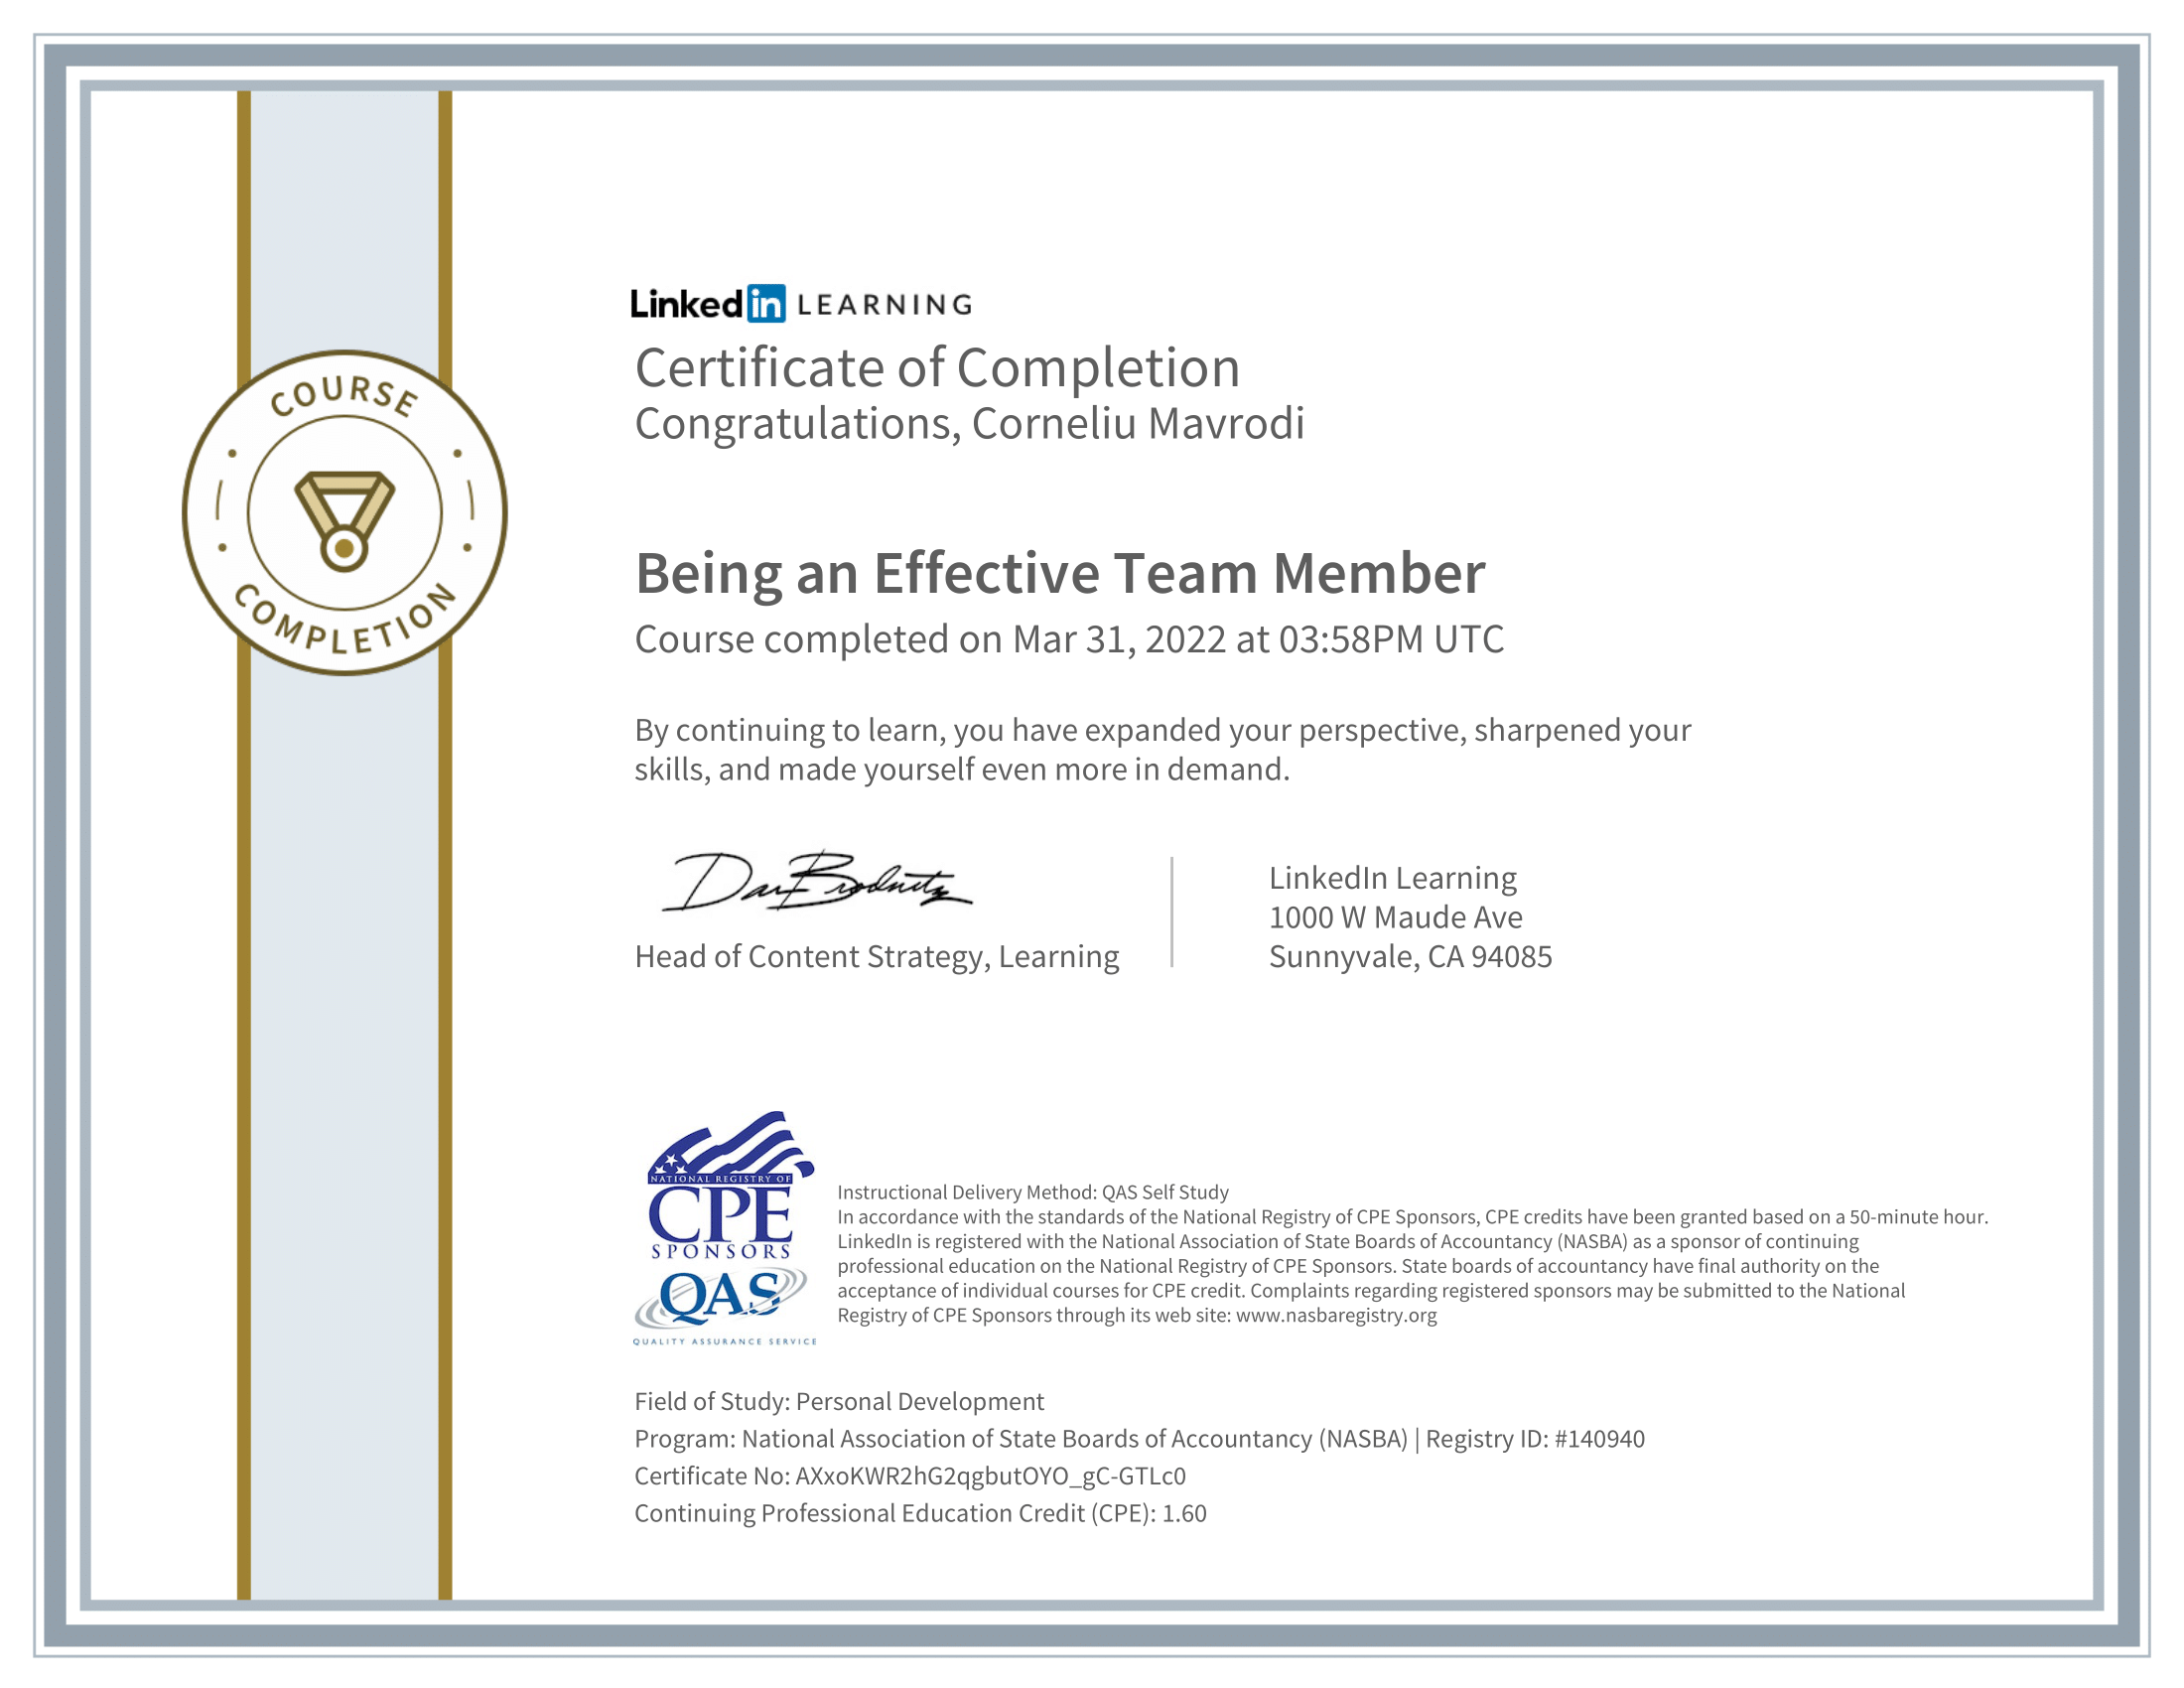 COURSE
COMPLETION
Linked in LEARNING
Certificate of Completion
Congratulations, Corneliu Mavrodi
Being an Effective Team Member
Course completed on Mar 31, 2022 at 03:58PM UTC
By continuing to learn, you have expanded your perspective, sharpened your
skills, and made yourself even more in demand.
Dan Brodnitz
Head of Content Strategy, Learning
LinkedIn Learning
1000 W Maude Ave
Sunnyvale, CA 94085
NATIONAL REGISTRY OF
CPE
SPONSORS
QAS
QUALITY ASSURANCE SERVICE
Instructional Delivery Method: QAS Self Study
In accordance with the standards of the National Registry of CPE Sponsors, CPE credits have been granted based on a 50-minute hour.
LinkedIn is registered with the National Association of State Boards of Accountancy (NASBA) as a sponsor of continuing
professional education on the National Registry of CPE Sponsors. State boards of accountancy have final authority on the
acceptance of individual courses for CPE credit. Complaints regarding registered sponsors may be submitted to the National
Registry of CPE Sponsors through its web site: www.nasbaregistry.org
Field of Study: Personal Development
Program: National Association of State Boards of Accountancy (NASBA) | Registry ID: #140940
Certificate No: AXxoKWR2hG2qgbutOYO_gC-GTLc0
Continuing Professional Education Credit (CPE): 1.60